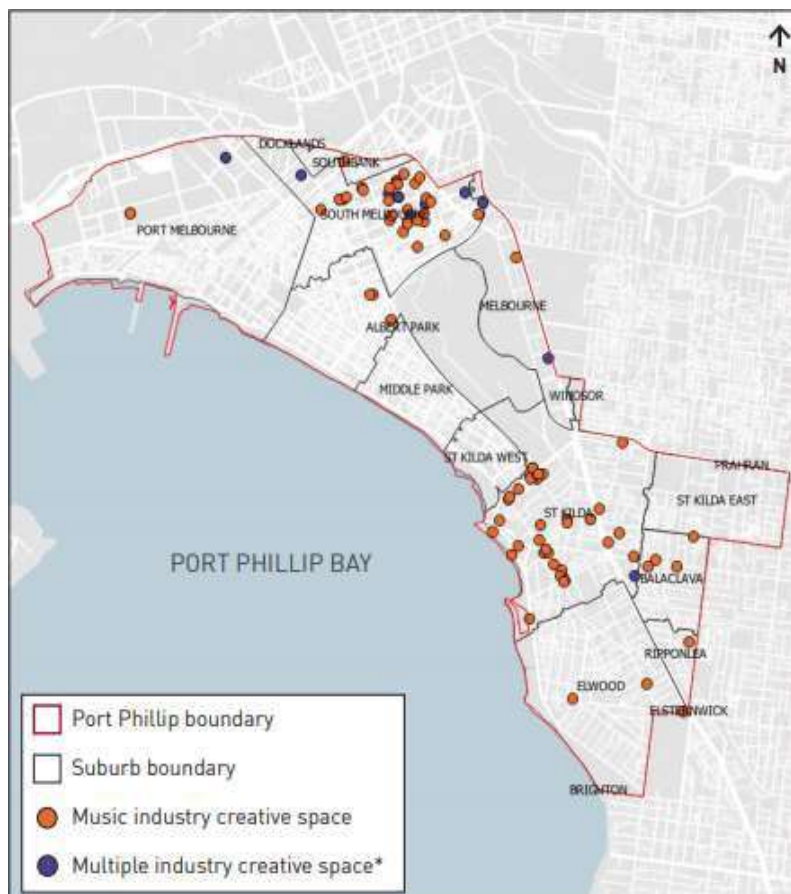 N
DOCKLANDS
SOUTHBANK
SOUTH MELBOURNE
PORT MELBOURNE
MELBOURNE
ALBERT PARK
MIDDLE PARK
WINDSOR
ST KILDA WEST
PRAHRAN
ST KILDA EAST
ST KILDA
PORT PHILLIP BAY
BALACLAVA
RIPPONLEA
ELWOOD
ELSTERNWICK
BRIGHTON
Port Phillip boundary
Suburb boundary
Music industry creative space
Multiple industry creative space*